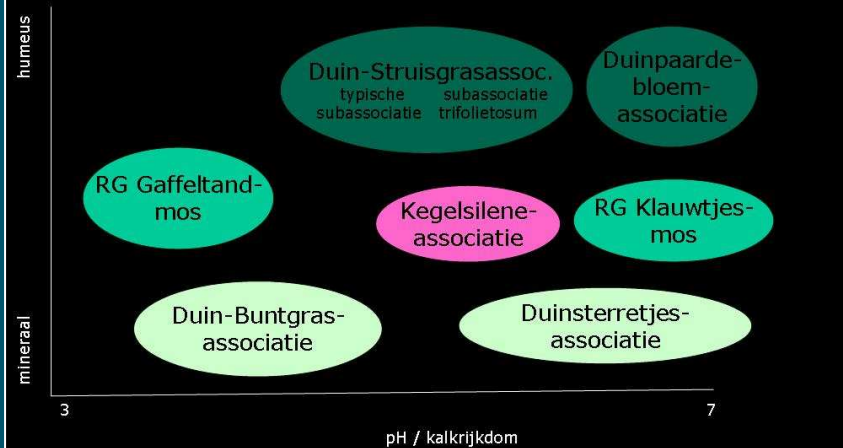 humeus
Duin-Struisgrasassoc.
typische subassociatie
subassociatie trifolietosum
Duinpaarde-
bloem-
associatie
RG Gaffeltand-
mos
Kegelsilene-
associatie
RG Klauwtjes-
mos
Duin-Buntgras-
associatie
Duinsterretjes-
associatie
mineraal
3
7
pH / kalkrijkdom